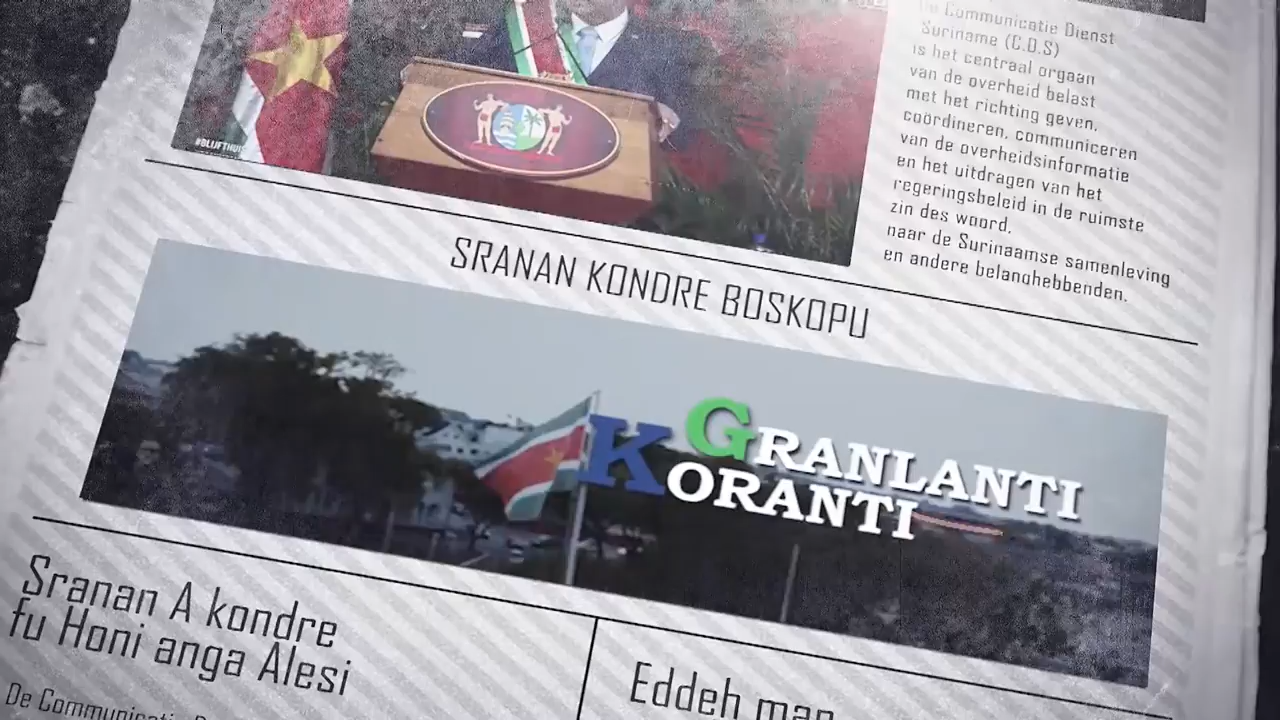 De Communicatie Dienst
Suriname (C.D.S)
is het centraal orgaan
van de overheid belast
met het richting geven,
coördineren, communiceren
van de overheidsinformatie
en het uitdragen van het
regeringsbeleid in de ruimste
zin des woord,
naar de Surinaamse samenleving
en andere belanghebbenden.
SRANAN KONDRE BOSKOPU
GRANLANTI
KORANTI
Sranan A kondre
fu Honi anga Alesi
De
Eddeh man